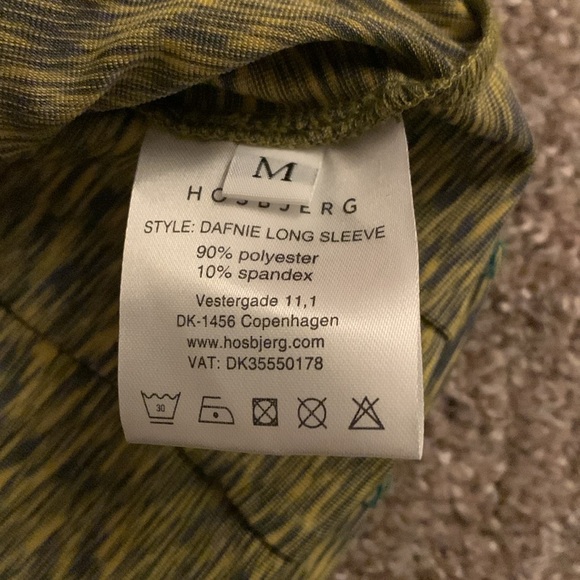 M
HOSBJERG
STYLE: DAFNIE LONG SLEEVE
90% polyester
10% spandex
Vestergade 11,1
DK-1456 Copenhagen
www.hosbjerg.com
VAT: DK35550178
30